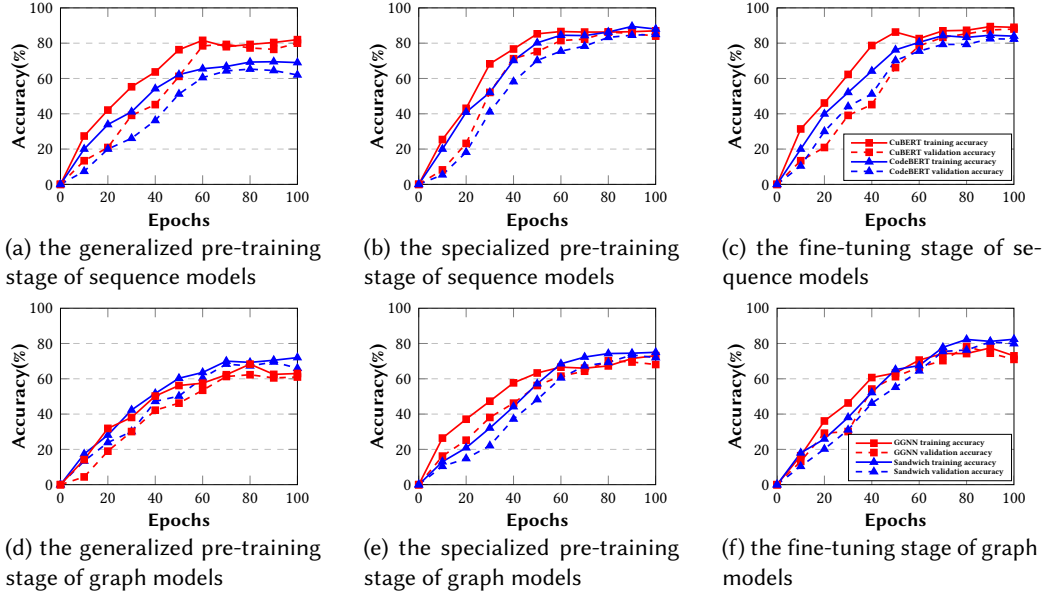 100
80
60
40
20
0
Accuracy(%)
0 20 40 60 80 100
Epochs
(a) the generalized pre-training
stage of sequence models
100
80
60
40
20
0
Accuracy(%)
0 20 40 60 80 100
Epochs
(b) the specialized pre-training
stage of sequence models
100
80
60
40
20
0
Accuracy(%)
CuBERT training accuracy
CuBERT validation accuracy
CodeBERT training accuracy
CodeBERT validation accuracy
0 20 40 60 80 100
Epochs
(c) the fine-tuning stage of se-
quence models
100
80
60
40
20
0
Accuracy(%)
0 20 40 60 80 100
Epochs
(d) the generalized pre-training
stage of graph models
100
80
60
40
20
0
Accuracy(%)
0 20 40 60 80 100
Epochs
(e) the specialized pre-training
stage of graph models
100
80
60
40
20
0
Accuracy(%)
GGNN training accuracy
GGNN validation accuracy
Sandwich training accuracy
Sandwich validation accuracy
0 20 40 60 80 100
Epochs
(f) the fine-tuning stage of graph
models